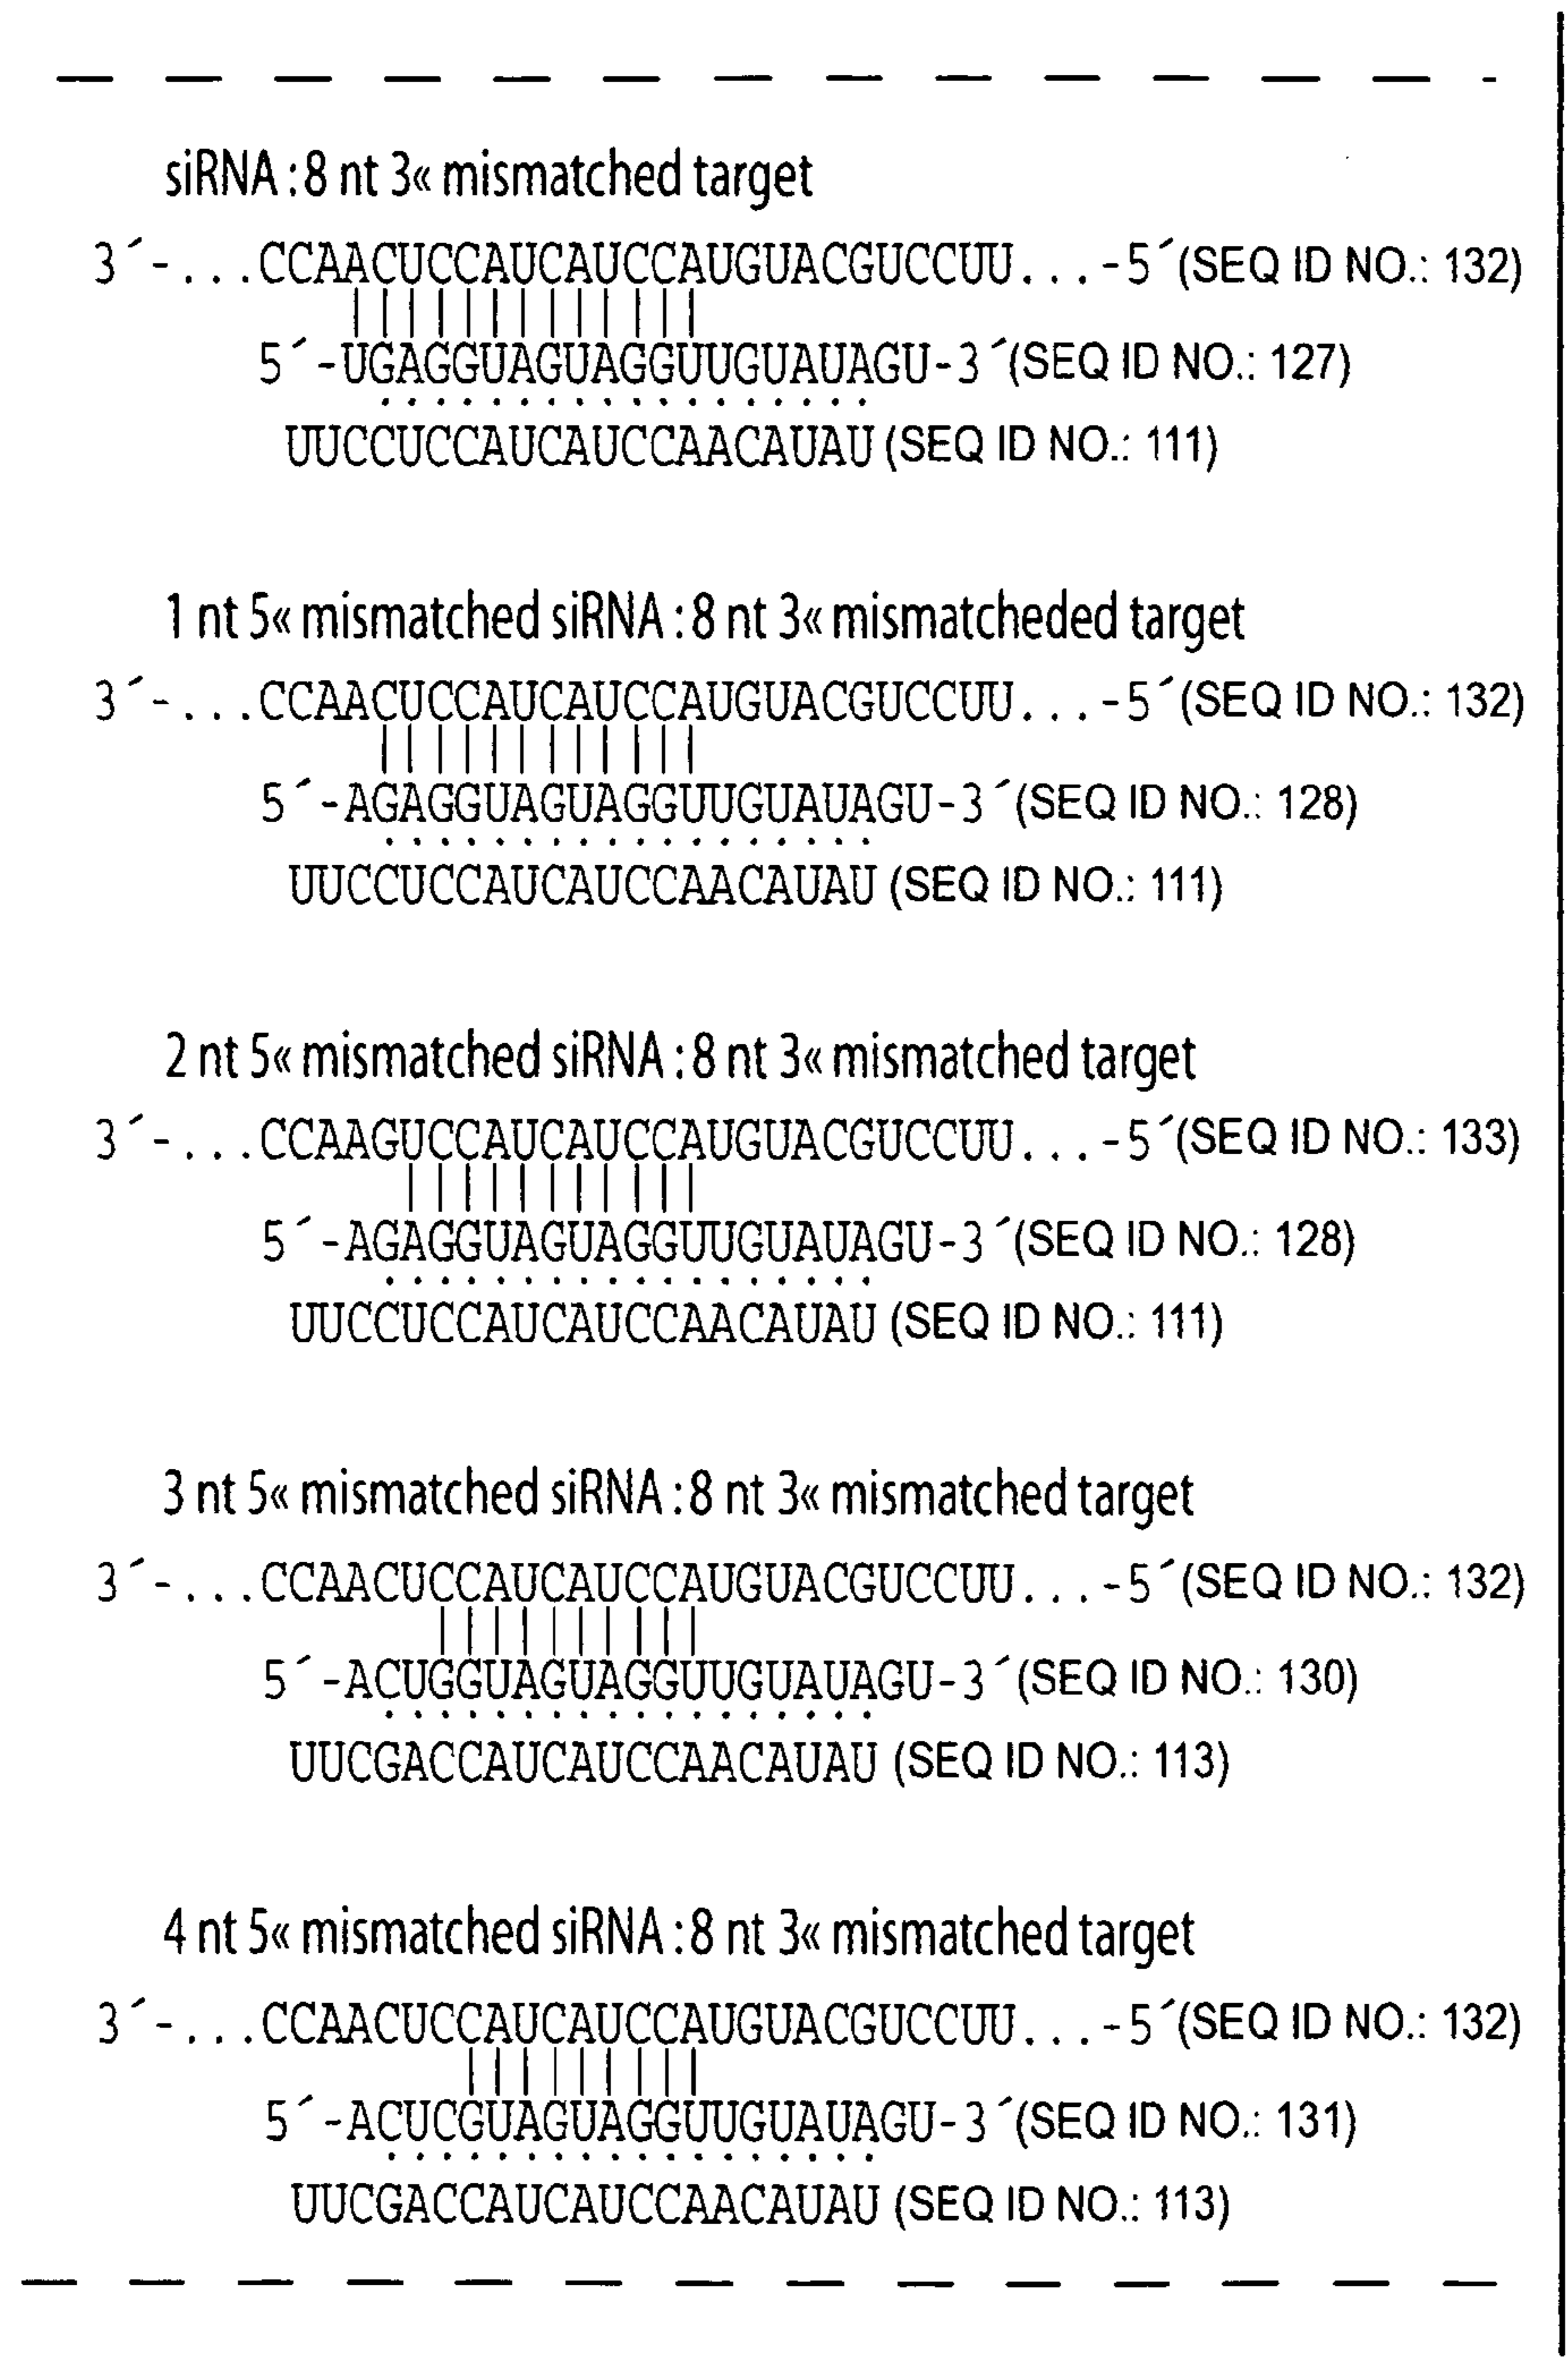 siRNA:8 nt 3« mismatched target
3´-...CCAACUCCAUCAUCCAUGUACGUCCUU...-5´(SEQ ID NO.: 132)
5´-UGAGGUAGUAGGUUGUAUAGU-3´(SEQ ID NO.: 127)
UUCCUCCAUCAUCCAACAUAU(SEQ ID NO.: 111)
1 nt 5« mismatched siRNA:8 nt 3« mismatcheded target
3´-...CCAACUCCAUCAUCCAUGUACGUCCUU...-5´(SEQ ID NO.: 132)
5´-AGAGGUAGUAGGUUGUAUAGU-3´(SEQ ID NO.: 128)
UUCCUCCAUCAUCCAACAUAU (SEQ ID NO.: 111)
2 nt 5« mismatched siRNA:8 nt 3« mismatched target
3´-...CCAAGUCCAUCAUCCAUGUACGUCCUU...-5´(SEQ ID NO.: 133)
5´-AGAGGUAGUAGGUUGUAUAGU-3´(SEQ ID NO.: 128)
UUCCUCCAUCAUCCAACAUAU (SEQ ID NO.: 111)
3 nt 5« mismatched siRNA:8 nt 3« mismatched target
3´-...CCAACUCCAUCAUCCAUGUACGUCCUU...-5´(SEQ ID NO.: 132)
5´-ACUGGUAGUAGGUUGUAUAGU-3´(SEQ ID NO.: 130)
UUCGACCAUCAUCCAACAUAU (SEQ ID NO.: 113)
4 nt 5« mismatched siRNA:8 nt 3« mismatched target
3´-...CCAACUCCAUCAUCCAUGUACGUCCUU...-5´(SEQ ID NO.: 132)
5´-ACUCGUAGUAGGUUGUAUAGU-3´(SEQ ID NO.: 131)
UUCGACCAUCAUCCAACAUAU (SEQ ID NO.: 113)